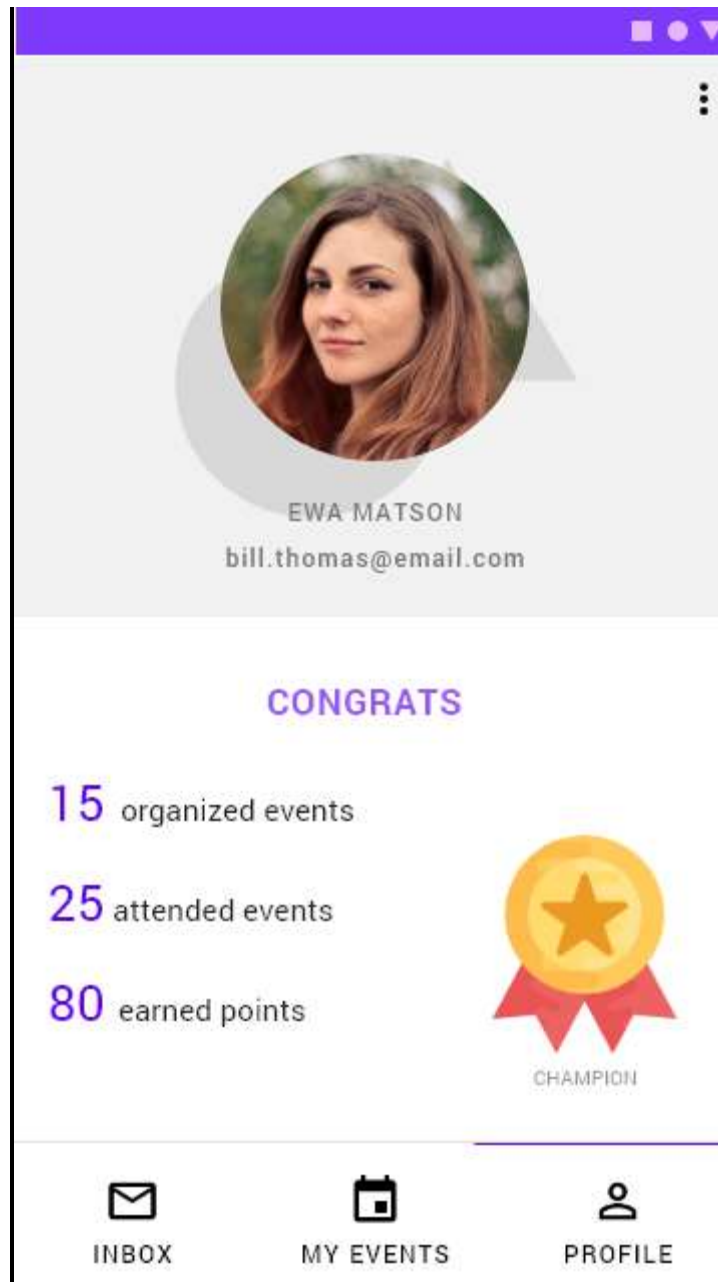 EWA MATSON
bill.thomas@email.com
CONGRATS
15 organized events
25 attended events
80 earned points
CHAMPION
INBOX MY EVENTS PROFILE